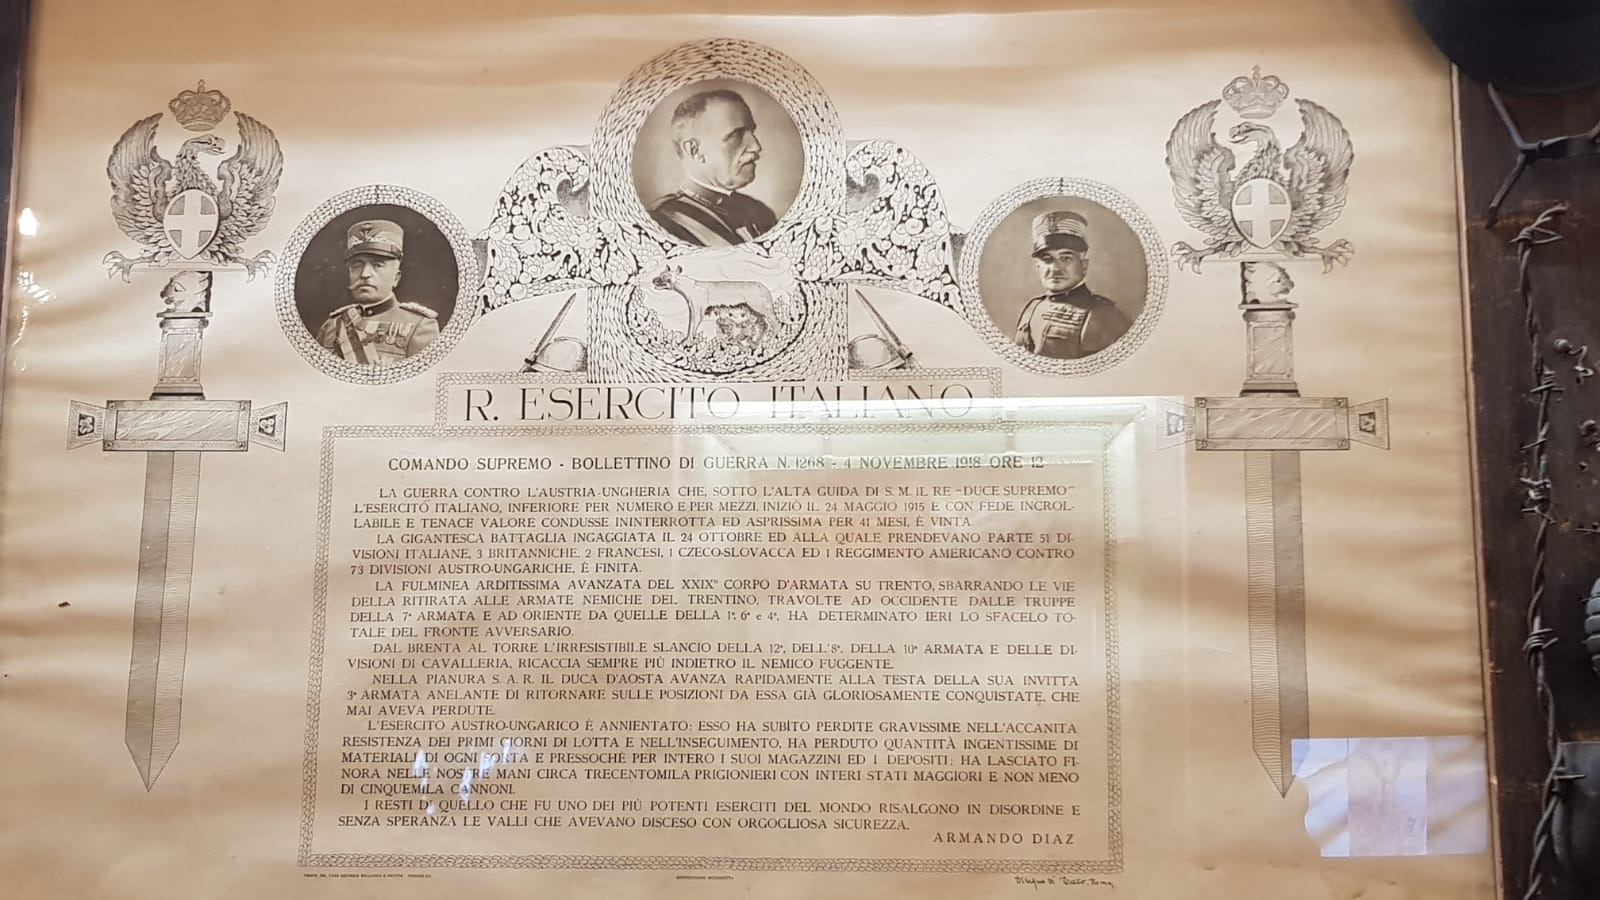 R. ESERCITO ITALIANO
COMANDO SUPREMO - BOLLETTINO DI GUERRA N. 1268 - 4 NOVEMBRE 1918 ORE 12
LA GUERRA CONTRO L'AUSTRIA-UNGHERIA CHE, SOTTO L'ALTA GUIDA DI S. M. IL RE "DUCE SUPREMO"
L'ESERCITO ITALIANO, INFERIORE PER NUMERO E PER MEZZI, INIZIÒ IL 24 MAGGIO 1915 E CON FEDE INCROL-
LABILE E TENACE VALORE CONDUSSE ININTERROTTA ED ASPRISSIMA PER 41 MESI, È VINTA.
LA GIGANTESCA BATTAGLIA INGAGGIATA IL 24 OTTOBRE ED ALLA QUALE PRENDEVANO PARTE 51 DI-
VISIONI ITALIANE, 3 BRITANNICHE, 2 FRANCESI, 1 CZECO-SLOVACCA ED 1 REGGIMENTO AMERICANO CONTRO
73 DIVISIONI AUSTRO-UNGARICHE, È FINITA.
LA FULMINEA ARDITISSIMA AVANZATA DEL XXIX° CORPO D'ARMATA SU TRENTO, SBARRANDO LE VIE
DELLA RITIRATA ALLE ARMATE NEMICHE DEL TRENTINO, TRAVOLTE AD OCCIDENTE DALLE TRUPPE
DELLA 7ª ARMATA E AD ORIENTE DA QUELLE DELLA 1ª, 6ª e 4ª, HA DETERMINATO IERI LO SFACELO TO-
TALE DEL FRONTE AVVERSARIO.
DAL BRENTA AL TORRE L'IRRESISTIBILE SLANCIO DELLA 12ª, DELL'8ª, DELLA 10ª ARMATA E DELLE DI-
VISIONI DI CAVALLERIA, RICACCIA SEMPRE PIÙ INDIETRO IL NEMICO FUGGENTE.
NELLA PIANURA S. A. R. IL DUCA D'AOSTA AVANZA RAPIDAMENTE ALLA TESTA DELLA SUA INVITTA
3ª ARMATA ANELANTE DI RITORNARE SULLE POSIZIONI DA ESSA GIÀ GLORIOSAMENTE CONQUISTATE, CHE
MAI AVEVA PERDUTE.
L'ESERCITO AUSTRO-UNGARICO È ANNIENTATO: ESSO HA SUBÌTO PERDITE GRAVISSIME NELL'ACCANITA
RESISTENZA DEI PRIMI GIORNI DI LOTTA E NELL'INSEGUIMENTO, HA PERDUTO QUANTITÀ INGENTISSIME DI
MATERIALI DI OGNI SORTA E PRESSOCHÈ PER INTERO I SUOI MAGAZZINI ED I DEPOSITI; HA LASCIATO FI-
NORA NELLE NOSTRE MANI CIRCA TRECENTOMILA PRIGIONIERI CON INTERI STATI MAGGIORI E NON MENO
DI CINQUEMILA CANNONI.
I RESTI DI QUELLO CHE FU UNO DEI PIÙ POTENTI ESERCITI DEL MONDO RISALGONO IN DISORDINE E
SENZA SPERANZA LE VALLI CHE AVEVANO DISCESO CON ORGOGLIOSA SICUREZZA.
ARMANDO DIAZ
Disegno di